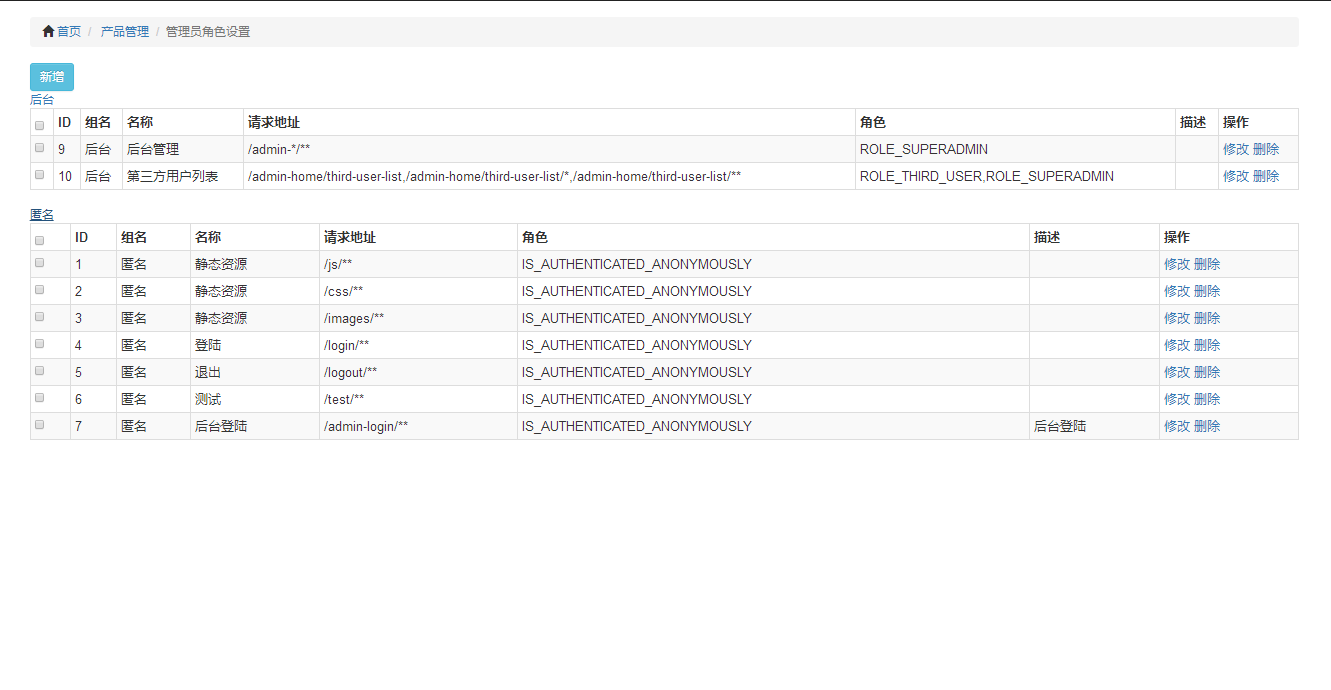 首页 / 产品管理 / 管理员角色设置
新增
后台
ID 组名 名称 请求地址 角色 描述 操作
9 后台 后台管理 /admin-*/** ROLE_SUPERADMIN 修改 删除
10 后台 第三方用户列表 /admin-home/third-user-list,/admin-home/third-user-list/*,/admin-home/third-user-list/** ROLE_THIRD_USER,ROLE_SUPERADMIN 修改 删除
匿名
ID 组名 名称 请求地址 角色 描述 操作
1 匿名 静态资源 /js/** IS_AUTHENTICATED_ANONYMOUSLY 修改 删除
2 匿名 静态资源 /css/** IS_AUTHENTICATED_ANONYMOUSLY 修改 删除
3 匿名 静态资源 /images/** IS_AUTHENTICATED_ANONYMOUSLY 修改 删除
4 匿名 登陆 /login/** IS_AUTHENTICATED_ANONYMOUSLY 修改 删除
5 匿名 退出 /logout/** IS_AUTHENTICATED_ANONYMOUSLY 修改 删除
6 匿名 测试 /test/** IS_AUTHENTICATED_ANONYMOUSLY 修改 删除
7 匿名 后台登陆 /admin-login/** IS_AUTHENTICATED_ANONYMOUSLY 后台登陆 修改 删除